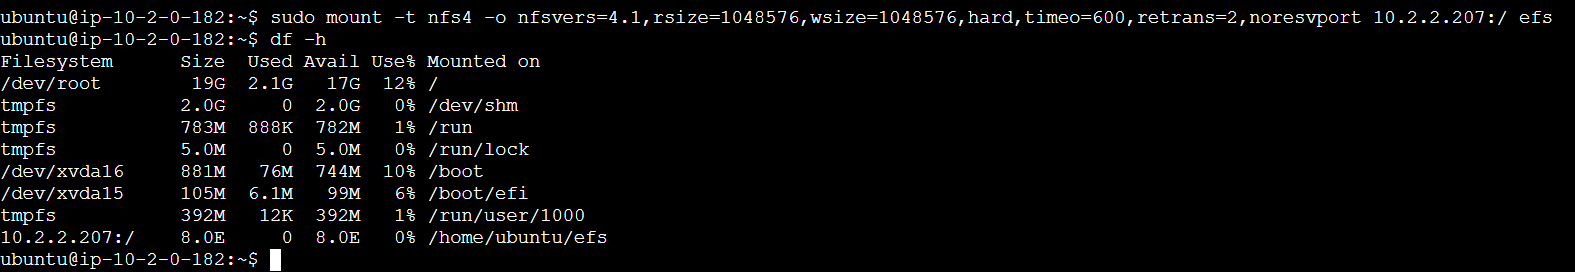 ubuntu@ip-10-2-0-182:~$ sudo mount -t nfs4 -o nfsvers=4.1,rsize=1048576,wsize=1048576,hard,timeo=600,retrans=2,noresvport 10.2.2.207:/ efs
ubuntu@ip-10-2-0-182:~$ df -h
Filesystem      Size  Used Avail Use% Mounted on
/dev/root        19G  2.1G   17G  12% /
tmpfs           2.0G     0  2.0G   0% /dev/shm
tmpfs           783M  888K  782M   1% /run
tmpfs           5.0M     0  5.0M   0% /run/lock
/dev/xvda16     881M   76M  744M  10% /boot
/dev/xvda15     105M  6.1M   99M   6% /boot/efi
tmpfs           392M   12K  392M   1% /run/user/1000
10.2.2.207:/    8.0E     0  8.0E   0% /home/ubuntu/efs
ubuntu@ip-10-2-0-182:~$